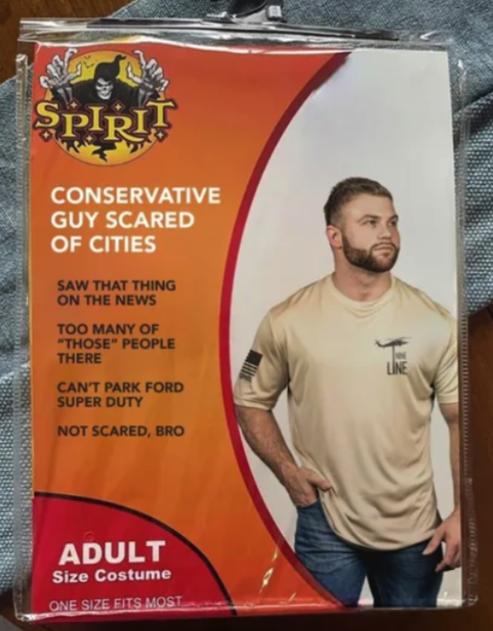 SPIRIT
CONSERVATIVE
GUY SCARED
OF CITIES
SAW THAT THING
ON THE NEWS
TOO MANY OF
"THOSE" PEOPLE
THERE
CAN'T PARK FORD
SUPER DUTY
NOT SCARED, BRO
NINE
LINE
ADULT
Size Costume
ONE SIZE FITS MOST